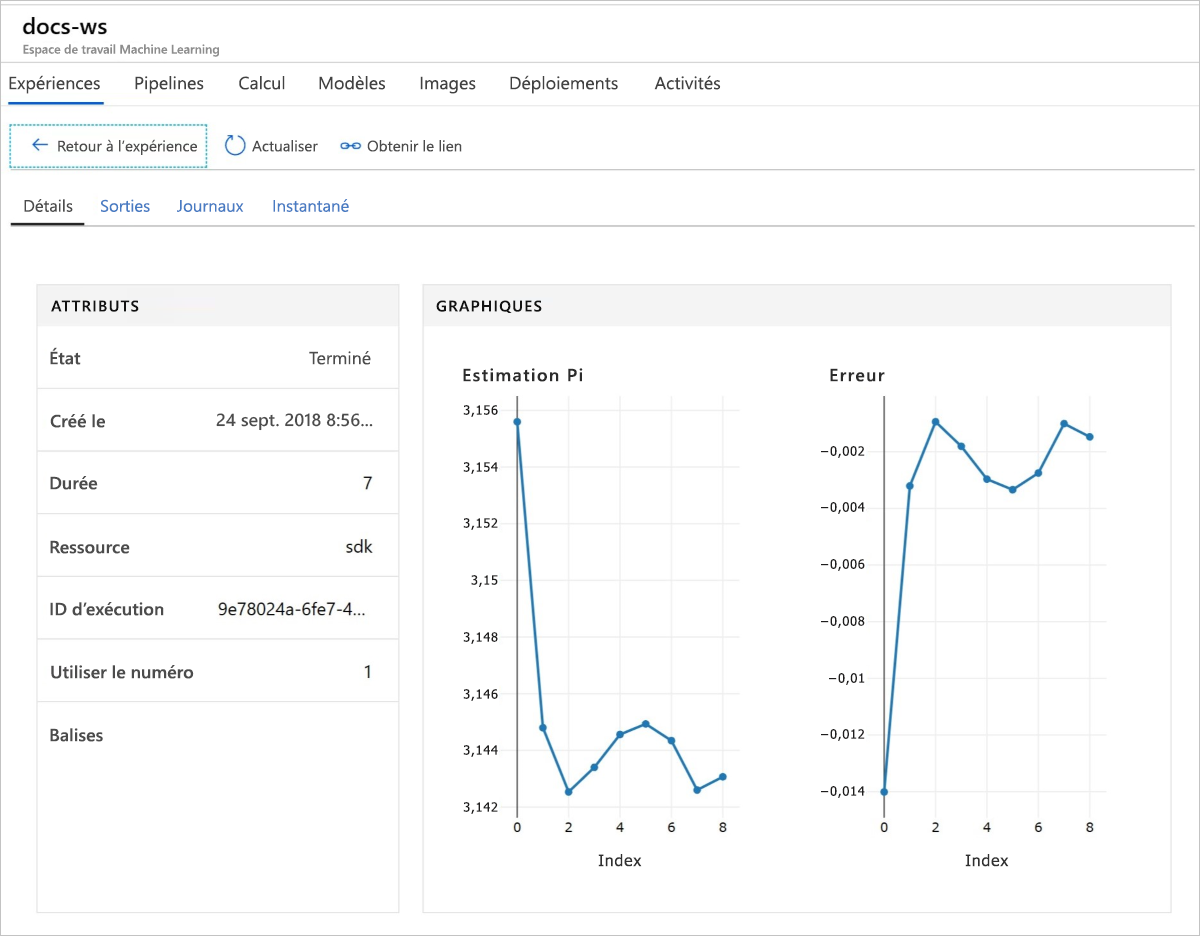 docs-ws
Espace de travail Machine Learning
Expériences Pipelines Calcul Modèles Images Déploiements Activités
Retour à l’expérience Actualiser Obtenir le lien
Détails Sorties Journaux Instantané
ATTRIBUTS
État Terminé
Créé le 24 sept. 2018 8:56...
Durée 7
Ressource sdk
ID d’exécution 9e78024a-6fe7-4...
Utiliser le numéro 1
Balises
GRAPHIQUES
Estimation Pi
3,156
3,154
3,152
3,15
3,148
3,146
3,144
3,142
0 2 4 6 8
Index
Erreur
−0,002
−0,004
−0,006
−0,008
−0,01
−0,012
−0,014
0 2 4 6 8
Index